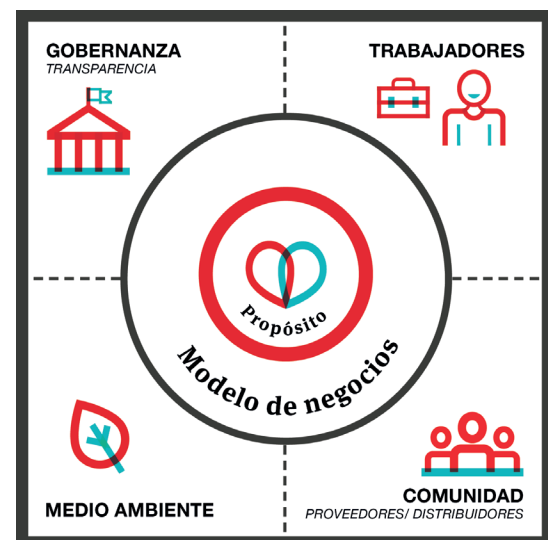 GOBERNANZA
TRANSPARENCIA
TRABAJADORES
Propósito
Modelo de negocios
MEDIO AMBIENTE
COMUNIDAD
PROVEEDORES/ DISTRIBUIDORES